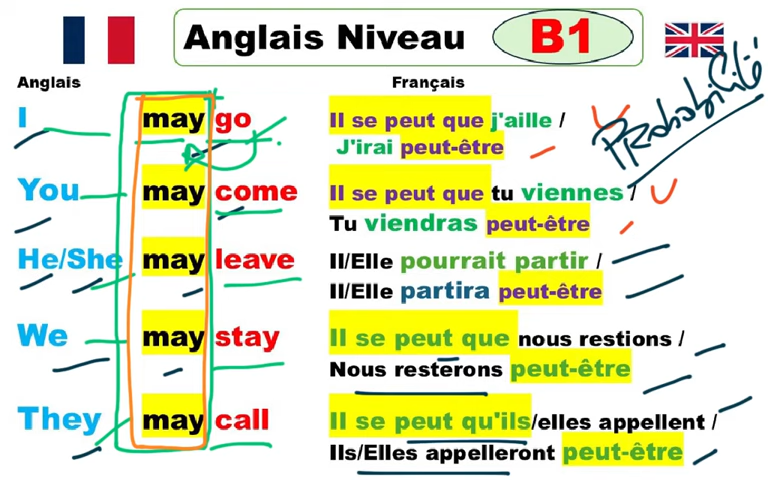 Anglais Niveau B1
Anglais Français
I may go Il se peut que j'aille /
J'irai peut-être
Probabilité
You may come Il se peut que tu viennes /
Tu viendras peut-être
He/She may leave Il/Elle pourrait partir /
Il/Elle partira peut-être
We may stay Il se peut que nous restions /
Nous resterons peut-être
They may call Il se peut qu'ils/elles appellent /
Ils/Elles appelleront peut-être